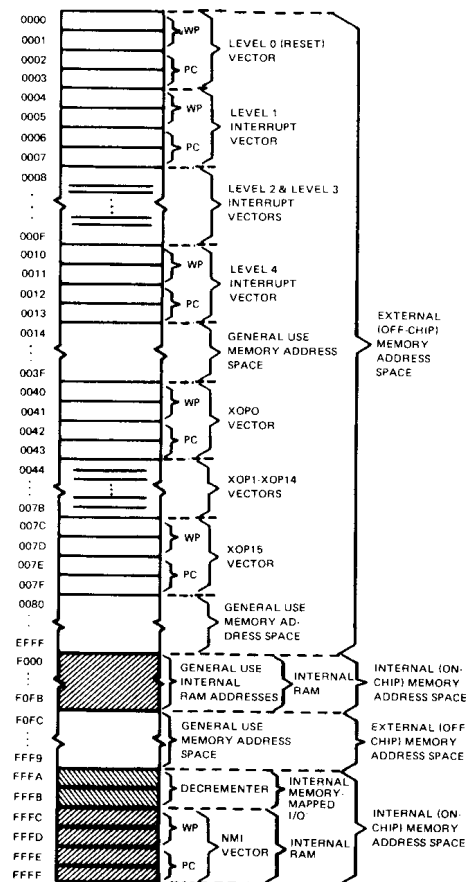 0000
WP
0001
LEVEL 0 (RESET)
VECTOR
0002
PC
0003
0004
WP
LEVEL 1
0005
INTERRUPT
VECTOR
0006
PC
0007
0008
LEVEL 2 & LEVEL 3
INTERRUPT
VECTORS
000F
0010
WP
0011
LEVEL 4
INTERRUPT
VECTOR
0012
PC
0013
EXTERNAL
(OFF-CHIP)
MEMORY
ADDRESS
SPACE
0014
GENERAL USE
MEMORY ADDRESS
SPACE
003F
0040
WP
0041
XOP0
VECTOR
0042
PC
0043
0044
XOP1-XOP14
VECTORS
007B
007C
WP
007D
XOP15
VECTOR
007E
PC
007F
0080
GENERAL USE
MEMORY AD-
DRESS SPACE
EFFF
F000
GENERAL USE
INTERNAL
RAM ADDRESSES
INTERNAL
RAM
INTERNAL (ON-
CHIP) MEMORY
ADDRESS SPACE
F0FB
F0FC
GENERAL USE
MEMORY ADDRESS
SPACE
EXTERNAL (OFF
CHIP) MEMORY
ADDRESS SPACE
FFF9
FFFA
DECREMENTER
INTERNAL
MEMORY-
MAPPED
I/O
FFFB
FFFC
WP
FFFD
NMI
VECTOR
INTERNAL
RAM
INTERNAL (ON-
CHIP) MEMORY
ADDRESS SPACE
FFFE
PC
FFFF